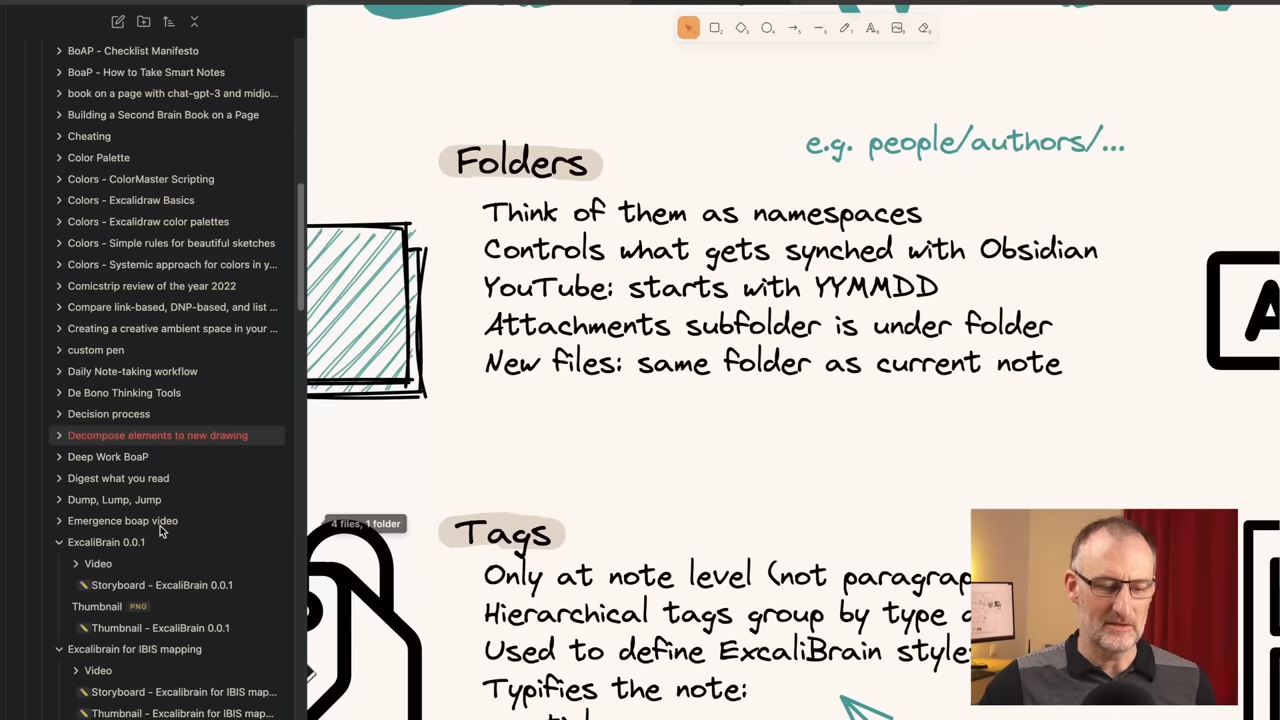 BoAP - Checklist Manifesto
BoaP - How to Take Smart Notes
book on a page with chat-gpt-3 and midjo...
Building a Second Brain Book on a Page
Cheating
Color Palette
Colors - ColorMaster Scripting
Colors - Excalidraw Basics
Colors - Excalidraw color palettes
Colors - Simple rules for beautiful sketches
Colors - Systemic approach for colors in y...
Comicstrip review of the year 2022
Compare link-based, DNP-based, and list ...
Creating a creative ambient space in your ...
custom pen
Daily Note-taking workflow
De Bono Thinking Tools
Decision process
Decompose elements to new drawing
Deep Work BoaP
Digest what you read
Dump, Lump, Jump
Emergence boap video
ExcaliBrain 0.0.1
Video
Storyboard - ExcaliBrain 0.0.1
Thumbnail PNG
Thumbnail - ExcaliBrain 0.0.1
Excalibrain for IBIS mapping
Video
Storyboard - Excalibrain for IBIS map...
Thumbnail - Excalibrain for IBIS map...
4 files, 1 folder
e.g. people/authors/...
Folders
Think of them as namespaces
Controls what gets synched with Obsidian
YouTube: starts with YYMMDD
Attachments subfolder is under folder
New files: same folder as current note
Tags
Only at note level (not paragrap
Hierarchical tags group by type
Used to define ExcaliBrain style
Typifies the note: